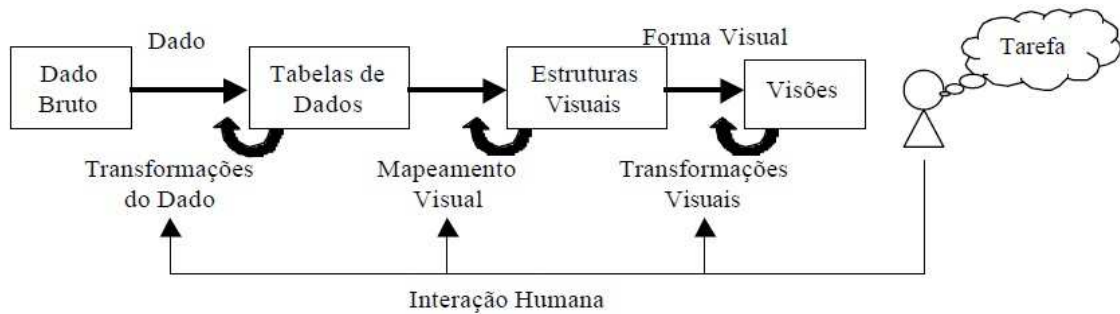 Dado
Forma Visual
Tarefa
Dado
Bruto
Tabelas de
Dados
Estruturas
Visuais
Visões
Transformações
do Dado
Mapeamento
Visual
Transformações
Visuais
Interação Humana